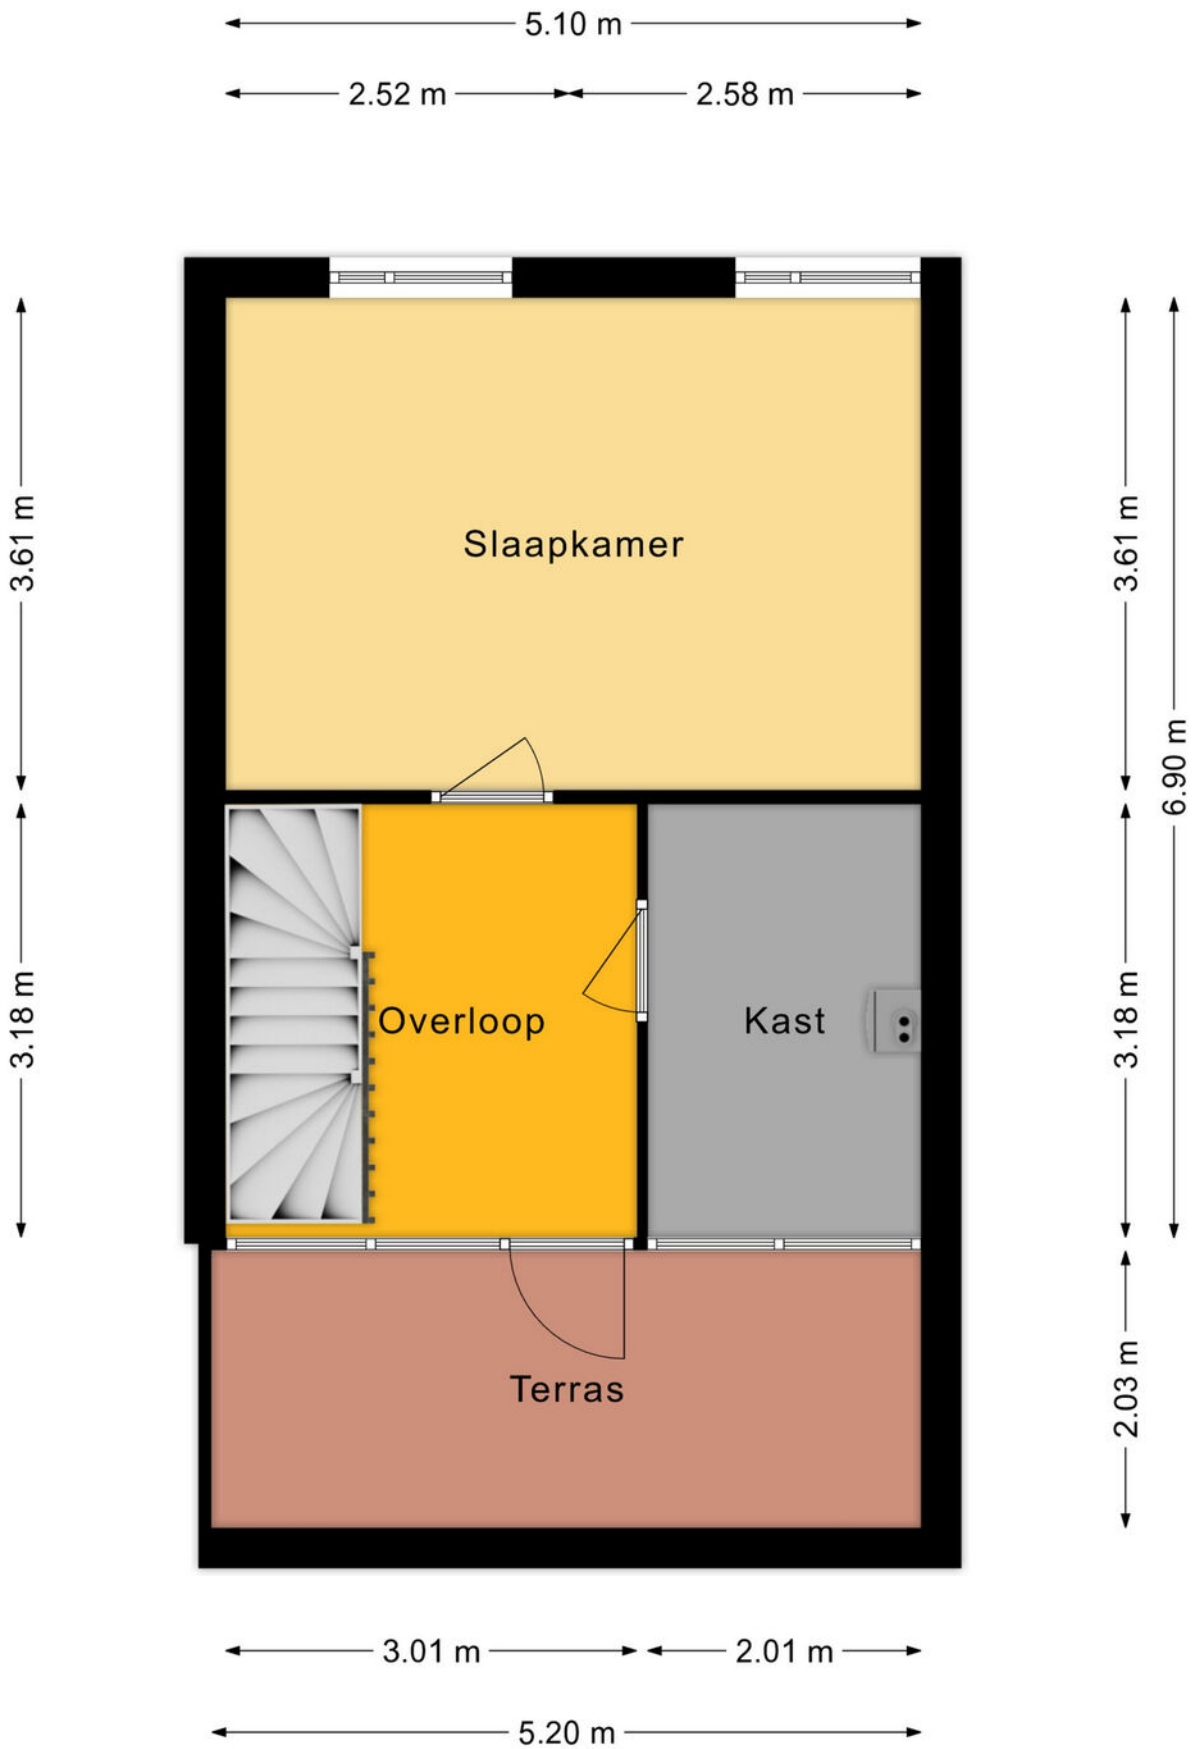 5.10 m
2.52 m
2.58 m
3.61 m
Slaapkamer
3.61 m
6.90 m
3.18 m
Overloop
Kast
3.18 m
Terras
2.03 m
3.01 m
2.01 m
5.20 m